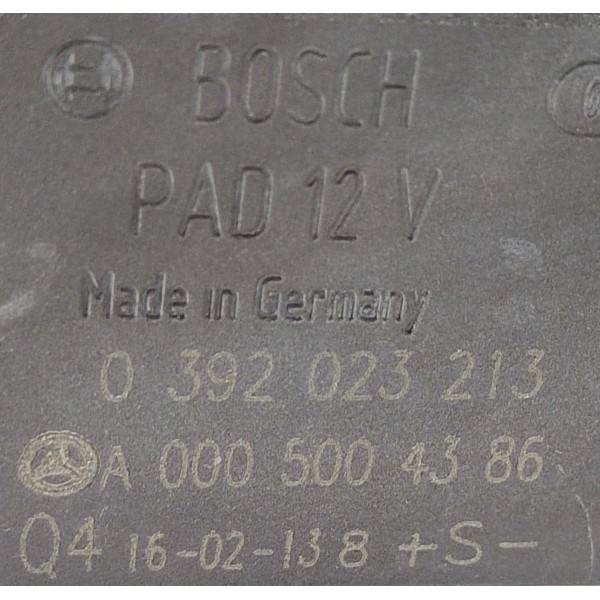 BOSCH
PAD 12 V
Made in Germany
0 392 023 213
A 000 500 43 86
Q4 16-02-13 8 +S-